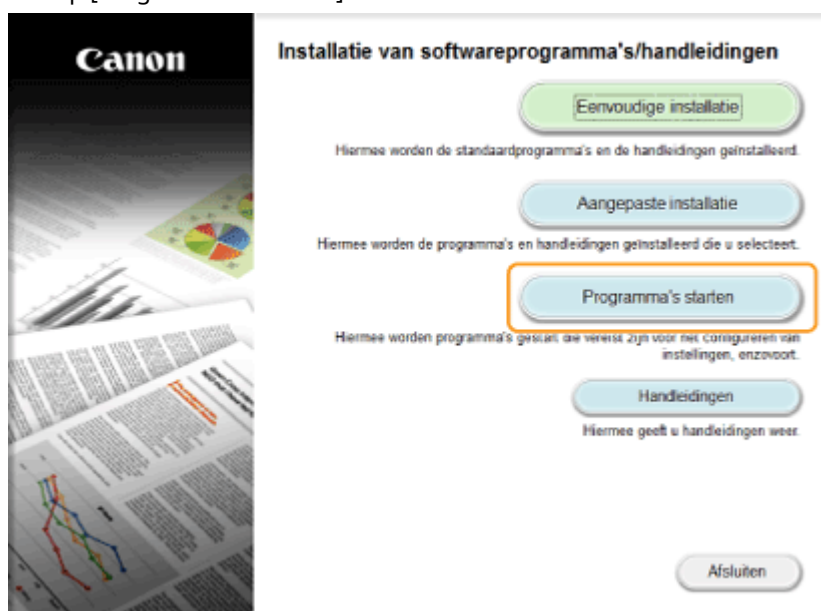 Canon
Installatie van softwareprogramma's/handleidingen
Eenvoudige installatie
Hiermee worden de standaardprogramma's en de handleidingen geïnstalleerd.
Aangepaste installatie
Hiermee worden de programma's en handleidingen geïnstalleerd die u selecteert.
Programma's starten
Hiermee worden programma's gestart die vereist zijn voor het configureren van
instellingen, enzovoort.
Handleidingen
Hiermee geeft u handleidingen weer.
Afsluiten